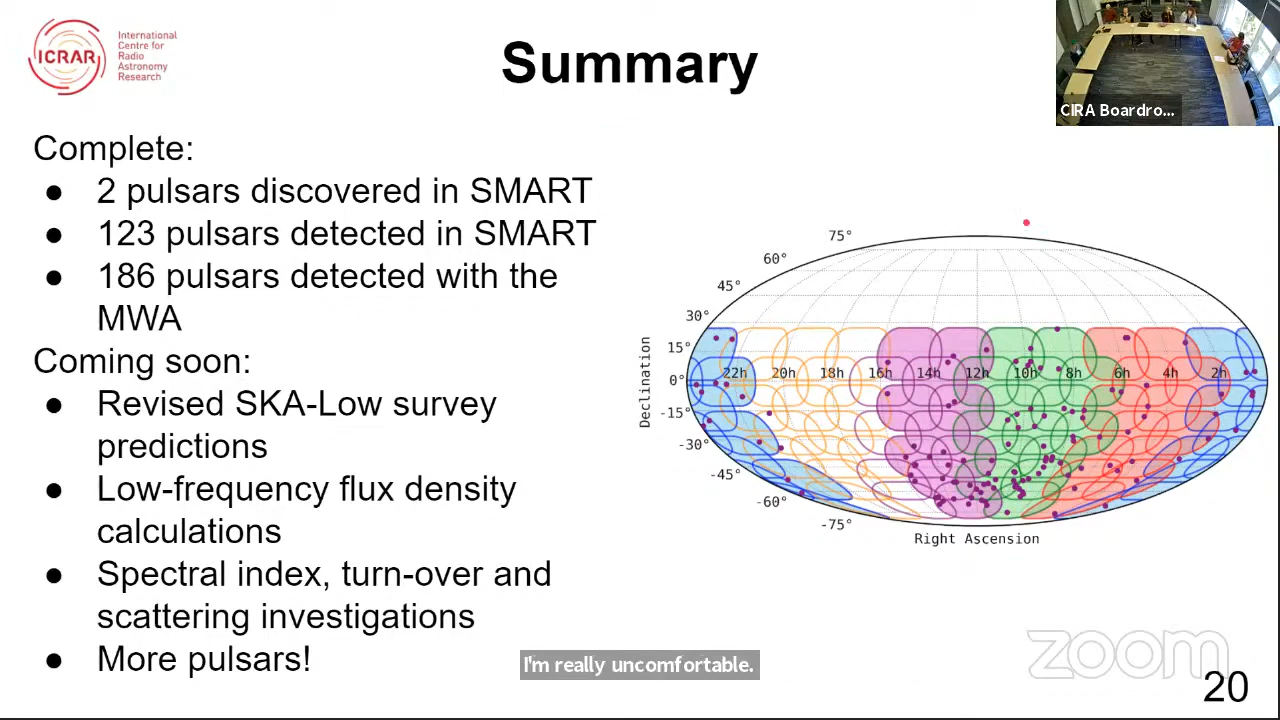 ICRAR
International
Centre for
Radio
Astronomy
Research
Summary
CIRA Boardro...
Complete:
● 2 pulsars discovered in SMART
● 123 pulsars detected in SMART
● 186 pulsars detected with the
MWA
Coming soon:
● Revised SKA-Low survey
predictions
● Low-frequency flux density
calculations
● Spectral index, turn-over and
scattering investigations
● More pulsars!
75°
60°
45°
30°
15°
0°
-15°
-30°
-45°
-60°
-75°
Declination
22h 20h 18h 16h 14h 12h 10h 8h 6h 4h 2h
Right Ascension
I'm really uncomfortable.
zoom
20